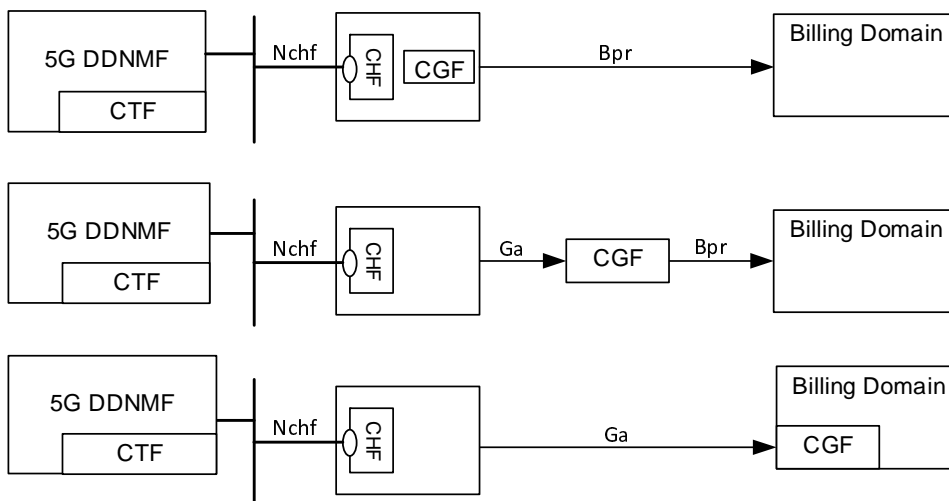 5G DDNMF
CTF
Nchf
CHF
CGF
Bpr
Billing Domain
5G DDNMF
CTF
Nchf
CHF
Ga
CGF
Bpr
Billing Domain
5G DDNMF
CTF
Nchf
CHF
Ga
Billing Domain
CGF